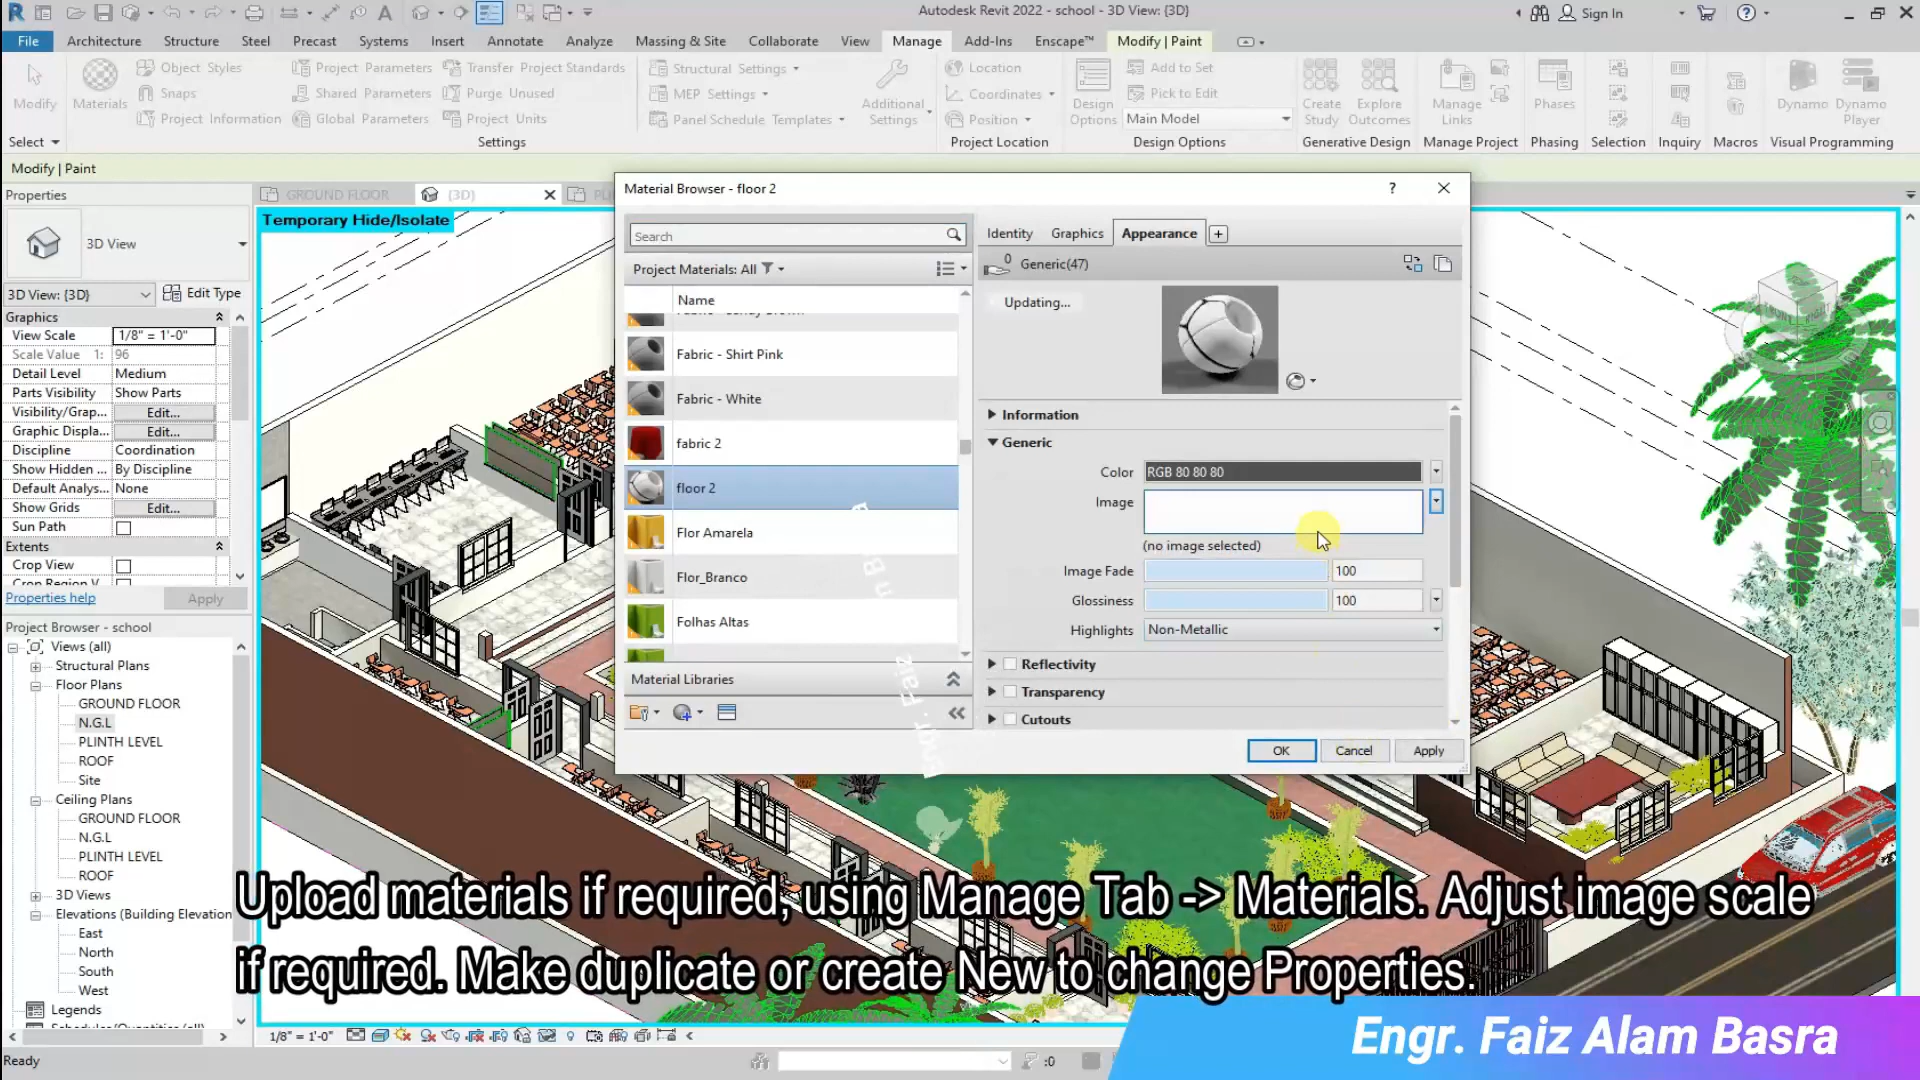 Autodesk Revit 2022 - school - 3D View: {3D}
Sign In
File Architecture Structure Steel Precast Systems Insert Annotate Analyze Massing & Site Collaborate View Manage Add-Ins Enscape™ Modify | Paint
Modify
Materials
Object Styles
Snaps
Project Information
Project Parameters
Shared Parameters
Global Parameters
Transfer Project Standards
Purge Unused
Project Units
Structural Settings
MEP Settings
Panel Schedule Templates
Additional Settings
Location
Coordinates
Position
Design Options
Add to Set
Pick to Edit
Main Model
Create Study
Explore Outcomes
Manage Links
Phases
Dynamo
Dynamo Player
Select
Settings
Project Location
Design Options
Generative Design
Manage Project
Phasing
Selection
Inquiry
Macros
Visual Programming
Modify | Paint
Properties
GROUND FLOOR
{3D}
3D View
3D View: {3D}
Edit Type
Graphics
View Scale 1/8" = 1'-0"
Scale Value 1: 96
Detail Level Medium
Parts Visibility Show Parts
Visibility/Grap... Edit...
Graphic Displa... Edit...
Discipline Coordination
Show Hidden ... By Discipline
Default Analys... None
Show Grids Edit...
Sun Path
Extents
Crop View
Properties help
Apply
Project Browser - school
Views (all)
Structural Plans
Floor Plans
GROUND FLOOR
N.G.L
PLINTH LEVEL
ROOF
Site
Ceiling Plans
GROUND FLOOR
N.G.L
PLINTH LEVEL
ROOF
3D Views
Elevations (Building Elevation
East
North
South
West
Legends
Temporary Hide/Isolate
Material Browser - floor 2
Search
Project Materials: All
Name
Fabric - Shirt Pink
Fabric - White
fabric 2
floor 2
Flor Amarela
Flor_Branco
Folhas Altas
Material Libraries
Identity Graphics Appearance
0
Generic(47)
Updating...
Information
Generic
Color RGB 80 80 80
Image
(no image selected)
Image Fade 100
Glossiness 100
Highlights Non-Metallic
Reflectivity
Transparency
Cutouts
OK Cancel Apply
Upload materials if required, using Manage Tab -> Materials. Adjust image scale
if required. Make duplicate or create New to change Properties.
Engr. Faiz Alam Basra
1/8" = 1'-0"
Ready
:0